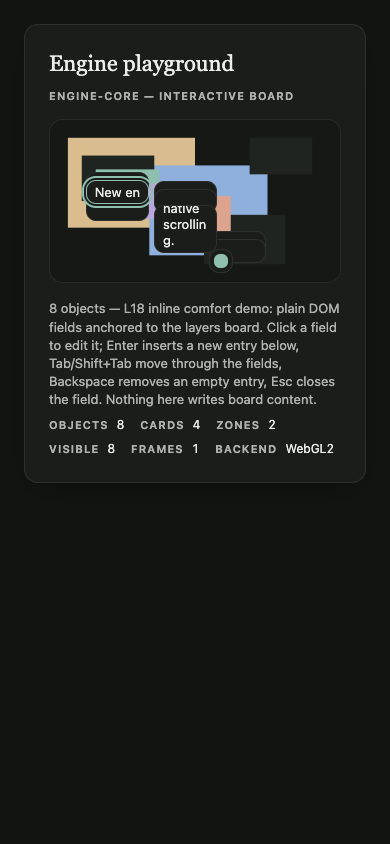 Engine playground
ENGINE-CORE — INTERACTIVE BOARD
New en
native
scrollin
g.
8 objects — L18 inline comfort demo: plain DOM
fields anchored to the layers board. Click a field
to edit it; Enter inserts a new entry below,
Tab/Shift+Tab move through the fields,
Backspace removes an empty entry, Esc closes
the field. Nothing here writes board content.
OBJECTS 8 CARDS 4 ZONES 2
VISIBLE 8 FRAMES 1 BACKEND WebGL2